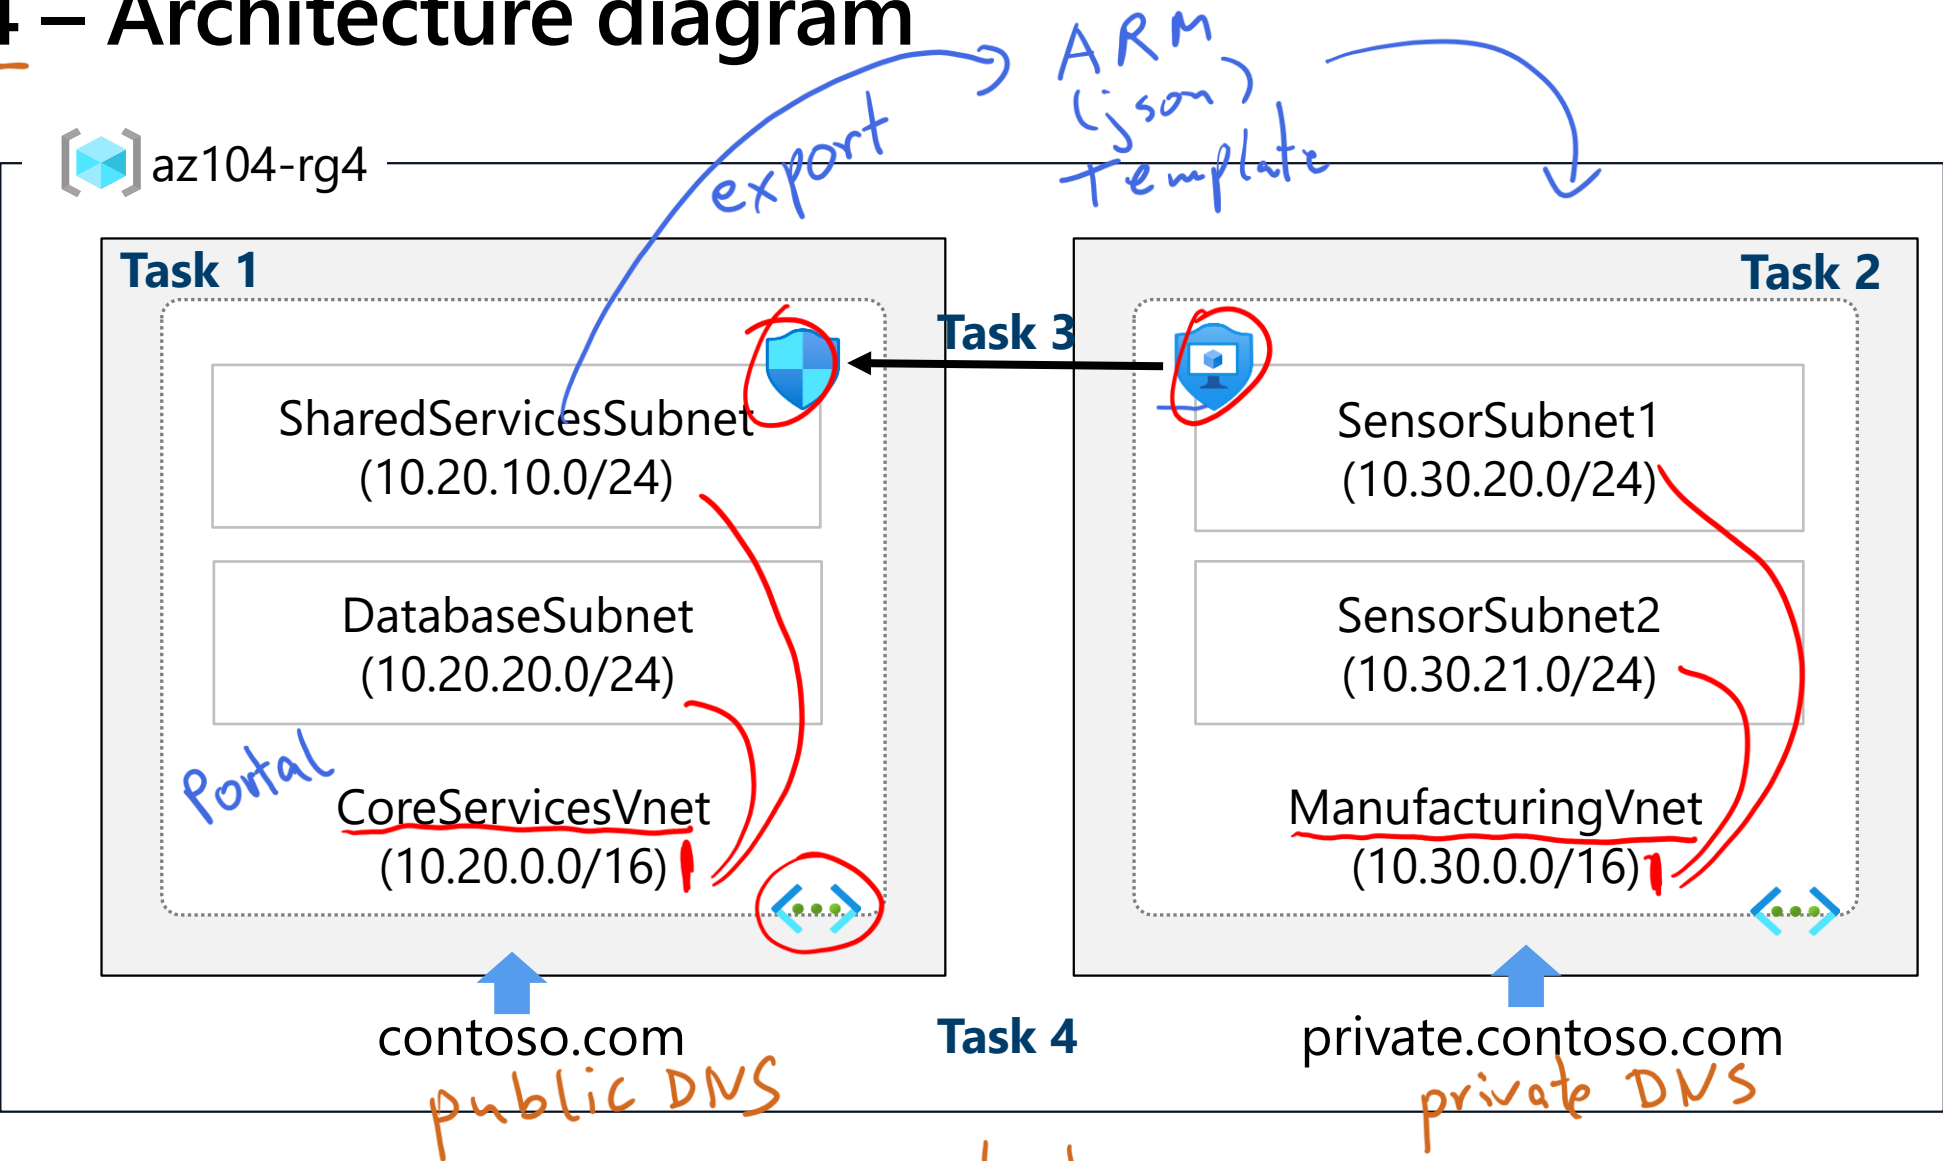 4 – Architecture diagram
ARM
(json)
Template
export
az104-rg4
Task 1
Task 2
Task 3
SharedServicesSubnet
(10.20.10.0/24)
DatabaseSubnet
(10.20.20.0/24)
Portal
CoreServicesVnet
(10.20.0.0/16)
SensorSubnet1
(10.30.20.0/24)
SensorSubnet2
(10.30.21.0/24)
ManufacturingVnet
(10.30.0.0/16)
contoso.com
Task 4
private.contoso.com
public DNS
private DNS